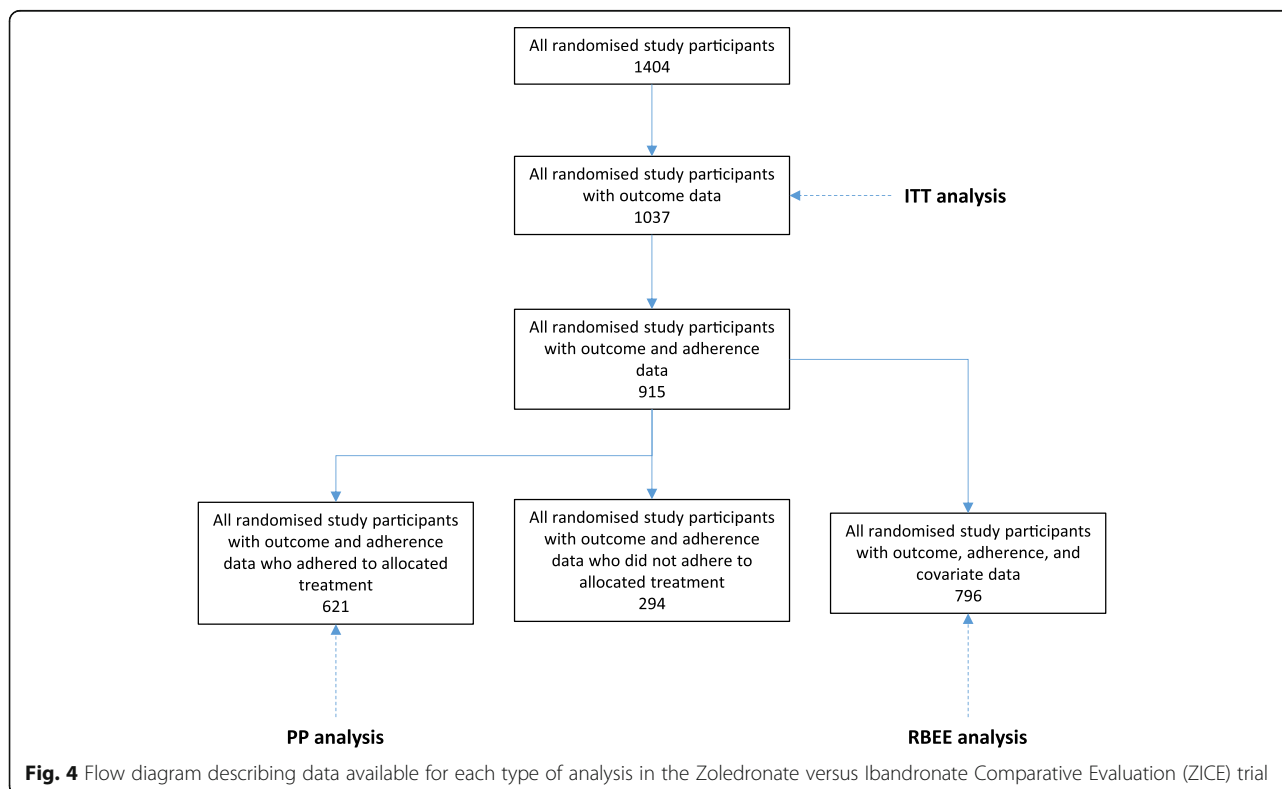 All randomised study participants
1404
All randomised study participants
with outcome data
1037
ITT analysis
All randomised study participants
with outcome and adherence
data
915
All randomised study participants
with outcome and adherence
data who adhered to allocated
treatment
621
All randomised study participants
with outcome and adherence
data who did not adhere to
allocated treatment
294
All randomised study participants
with outcome, adherence, and
covariate data
796
PP analysis
RBEE analysis
Fig. 4 Flow diagram describing data available for each type of analysis in the Zoledronate versus Ibandronate Comparative Evaluation (ZICE) trial